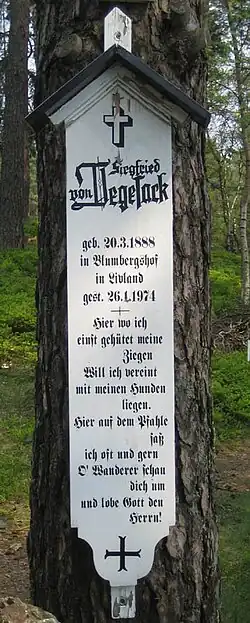 Siegfried
von Vegesack
geb. 20.3.1888
in Blumbergshof
in Livland
gest. 26.1.1974
Hier wo ich
einst gehütet meine
Ziegen
Will ich vereint
mit meinen Hunden
liegen.
Hier auf dem Pfahle
saß
ich oft und gern
O' Wanderer schau
dich um
und lobe Gott den
Herrn!